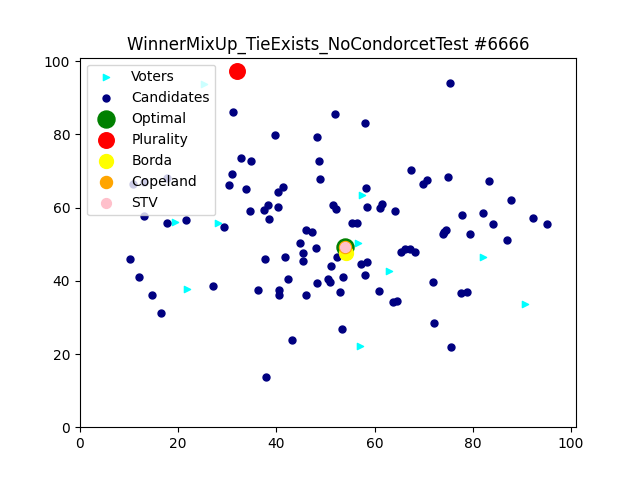 WinnerMixUp_TieExists_NoCondorcetTest #6666
100
80
60
40
20
0
Voters
Candidates
Optimal
Plurality
Borda
Copeland
STV
0 20 40 60 80 100